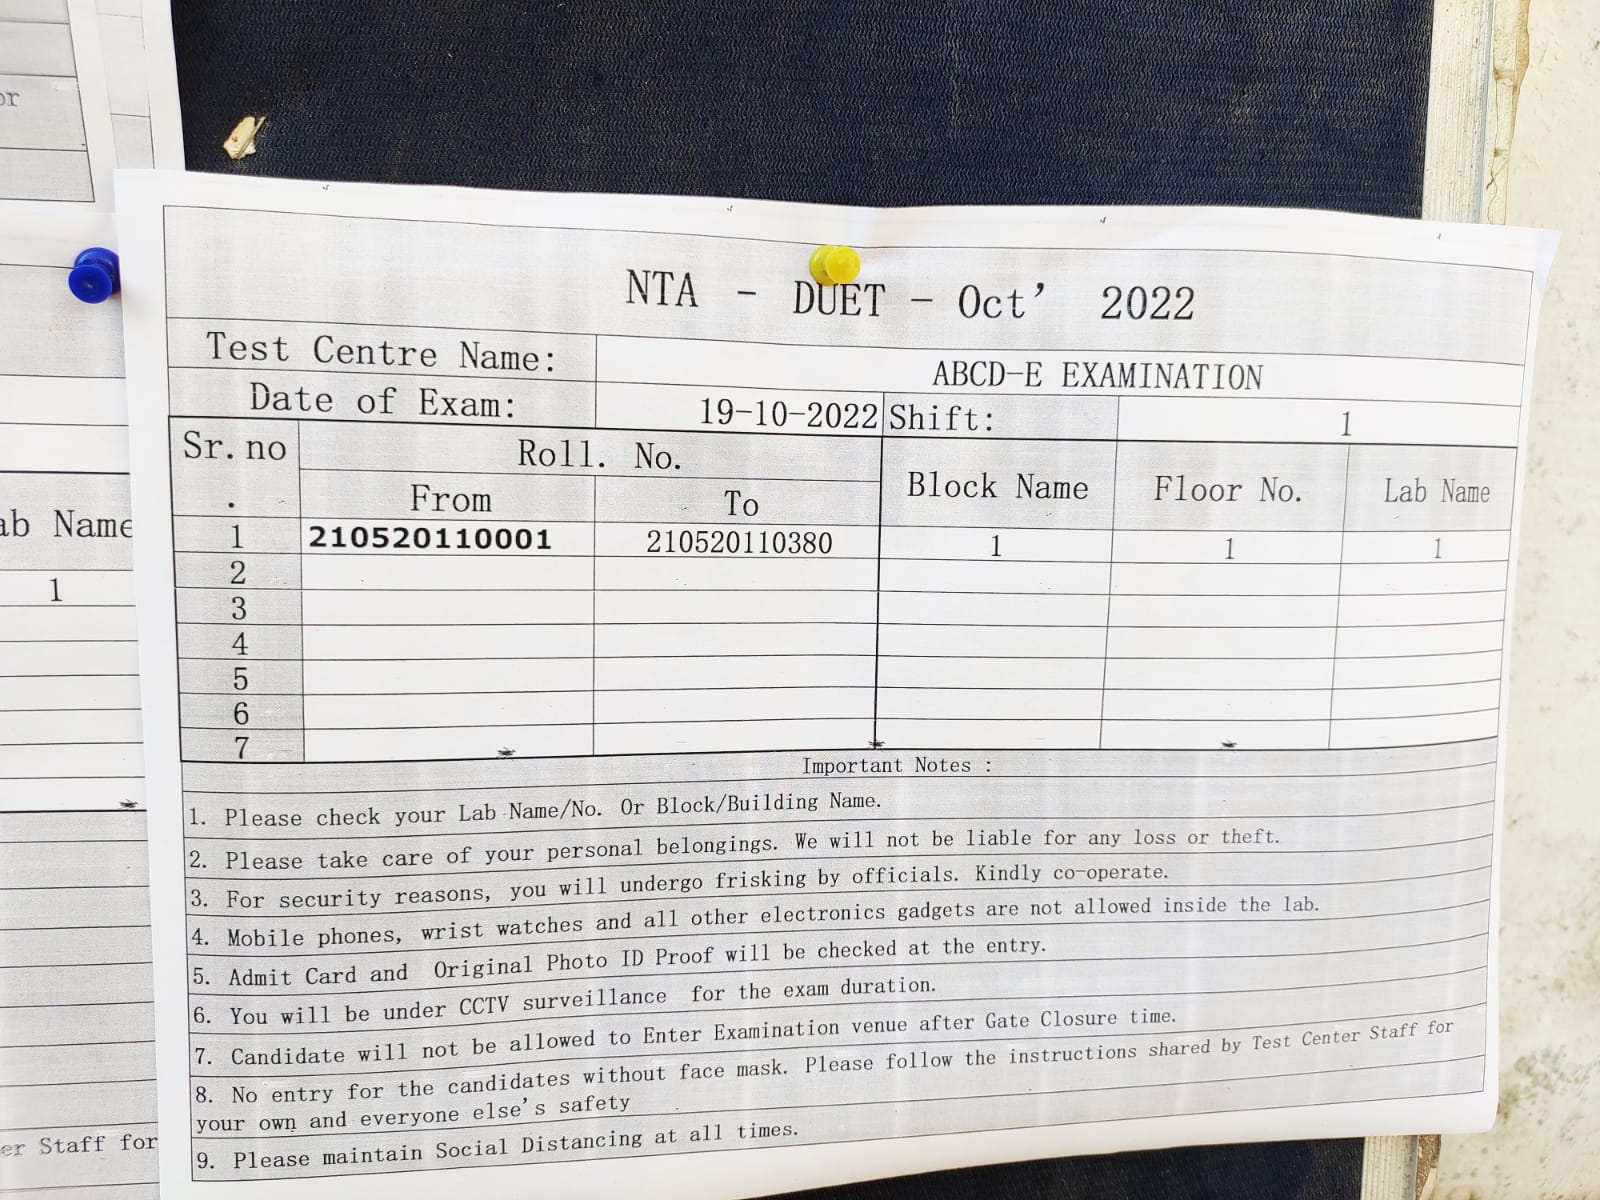 or
ab Name
1
er Staff for
NTA - DUET - Oct' 2022
Test Centre Name: ABCD-E EXAMINATION
Date of Exam: 19-10-2022 Shift: 1
Sr.no. Roll. No. Block Name Floor No. Lab Name
From To
1 210520110001 210520110380 1 1 1
2
3
4
5
6
7
Important Notes :
1. Please check your Lab Name/No. Or Block/Building Name.
2. Please take care of your personal belongings. We will not be liable for any loss or theft.
3. For security reasons, you will undergo frisking by officials. Kindly co-operate.
4. Mobile phones, wrist watches and all other electronics gadgets are not allowed inside the lab.
5. Admit Card and Original Photo ID Proof will be checked at the entry.
6. You will be under CCTV surveillance for the exam duration.
7. Candidate will not be allowed to Enter Examination venue after Gate Closure time.
8. No entry for the candidates without face mask. Please follow the instructions shared by Test Center Staff for
your own and everyone else's safety
9. Please maintain Social Distancing at all times.